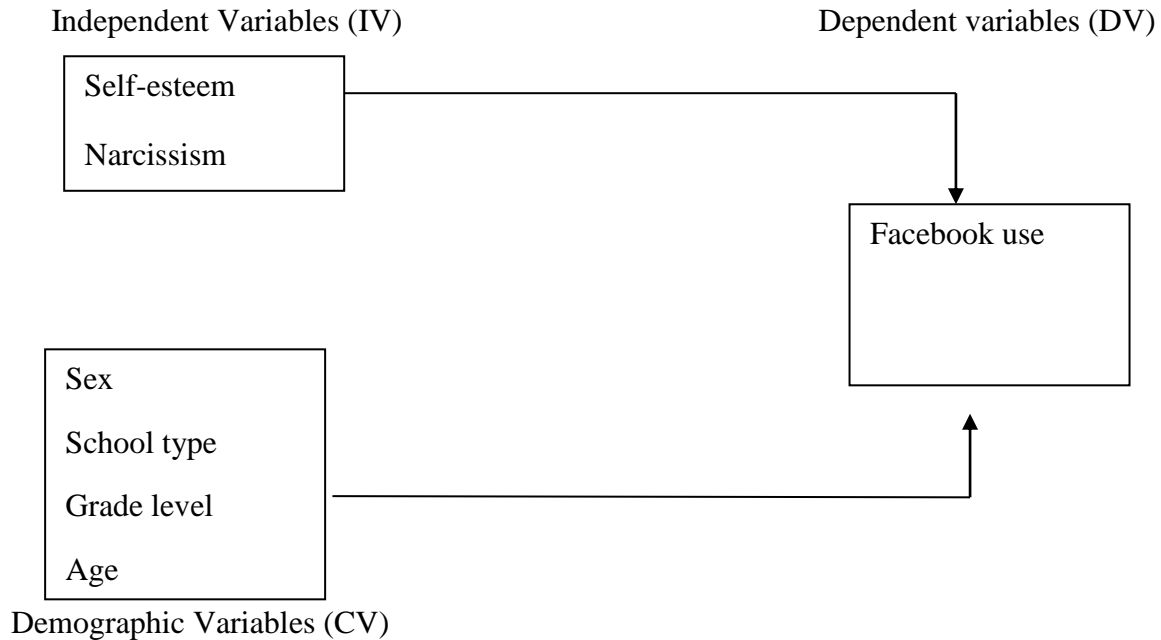 Independent Variables (IV)
Dependent variables (DV)
Self-esteem
Narcissism
Facebook use
Sex
School type
Grade level
Age
Demographic Variables (CV)